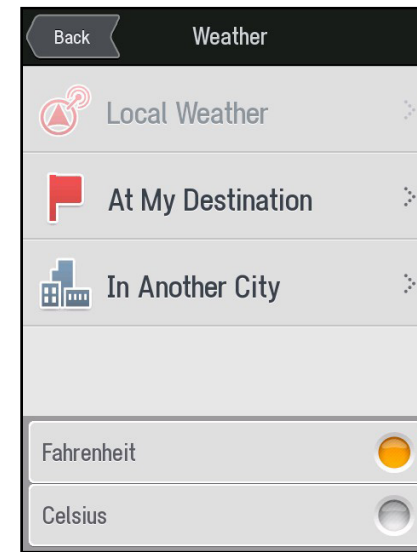 Back Weather
Local Weather
At My Destination
In Another City
Fahrenheit
Celsius